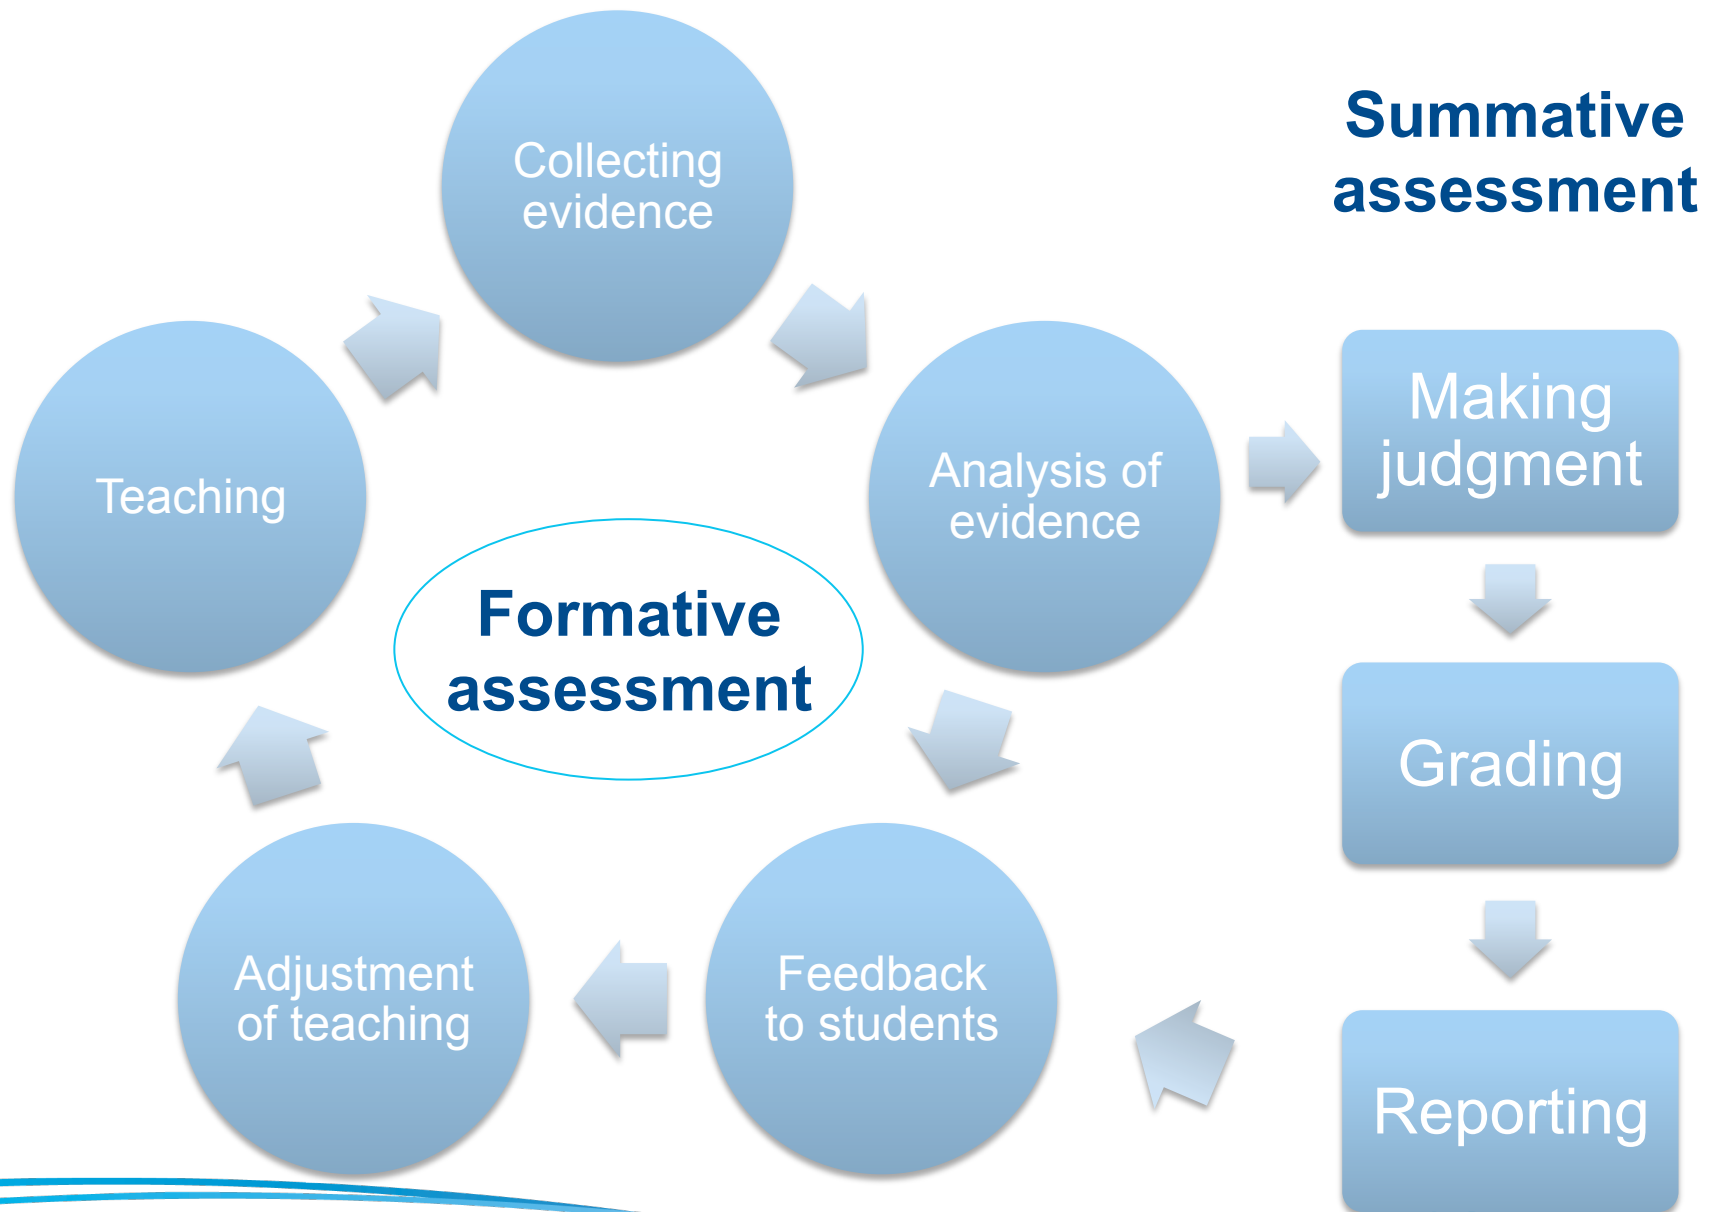 Collecting
evidence
Summative
assessment
Teaching
Analysis of
evidence
Making
judgment
Formative
assessment
Grading
Adjustment
of teaching
Feedback
to students
Reporting